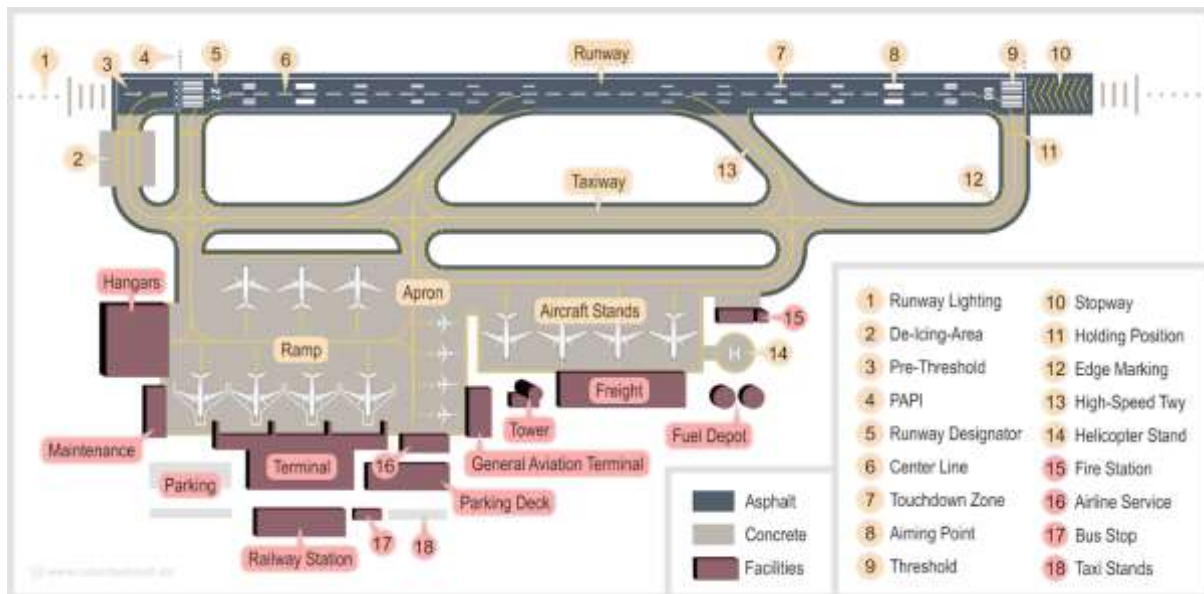 1
3
4
5
6
Runway
7
8
9
10
27
09
2
11
13
12
Taxiway
Hangars
Apron
Aircraft Stands
15
Ramp
14
H
Freight
Tower
Fuel Depot
Maintenance
Terminal
16
General Aviation Terminal
Parking
Parking Deck
Railway Station
17
18
Asphalt
Concrete
Facilities
1 Runway Lighting
2 De-Icing-Area
3 Pre-Threshold
4 PAPI
5 Runway Designator
6 Center Line
7 Touchdown Zone
8 Aiming Point
9 Threshold
10 Stopway
11 Holding Position
12 Edge Marking
13 High-Speed Twy
14 Helicopter Stand
15 Fire Station
16 Airline Service
17 Bus Stop
18 Taxi Stands